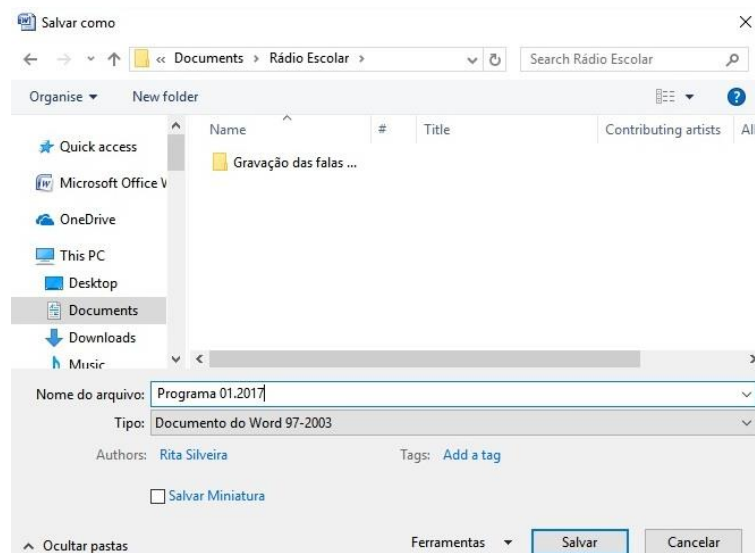 Salvar como
« Documents › Rádio Escolar ›
Search Rádio Escolar
Organise
New folder
?
Name # Title Contributing artists Al
Quick access
Gravação das falas ...
Microsoft Office W
OneDrive
This PC
Desktop
Documents
Downloads
Music
Nome do arquivo: Programa 01.2017
Tipo: Documento do Word 97-2003
Authors: Rita Silveira Tags: Add a tag
Salvar Miniatura
Ocultar pastas Ferramentas Salvar Cancelar